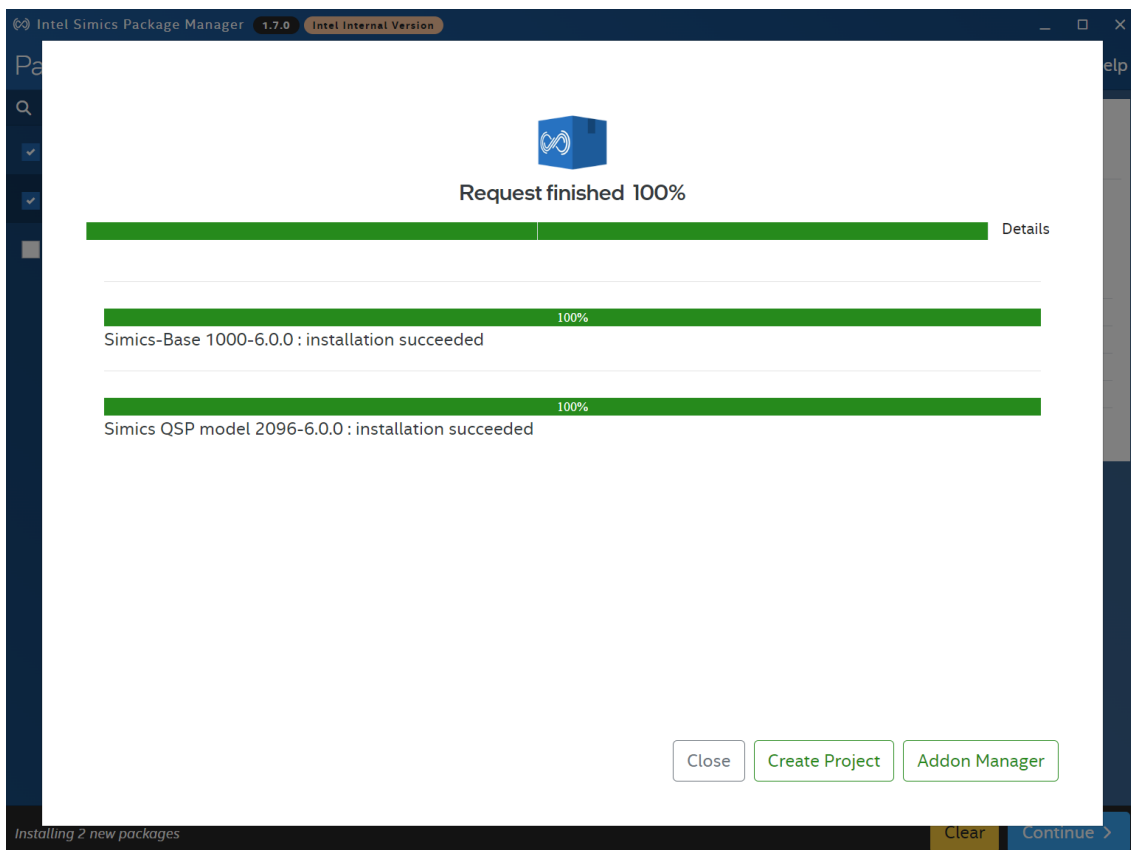 Intel Simics Package Manager 1.7.0 Intel Internal Version
Pa
elp
Request finished 100%
Details
100%
Simics-Base 1000-6.0.0 : installation succeeded
100%
Simics QSP model 2096-6.0.0 : installation succeeded
Close Create Project Addon Manager
Installing 2 new packages Clear Continue >